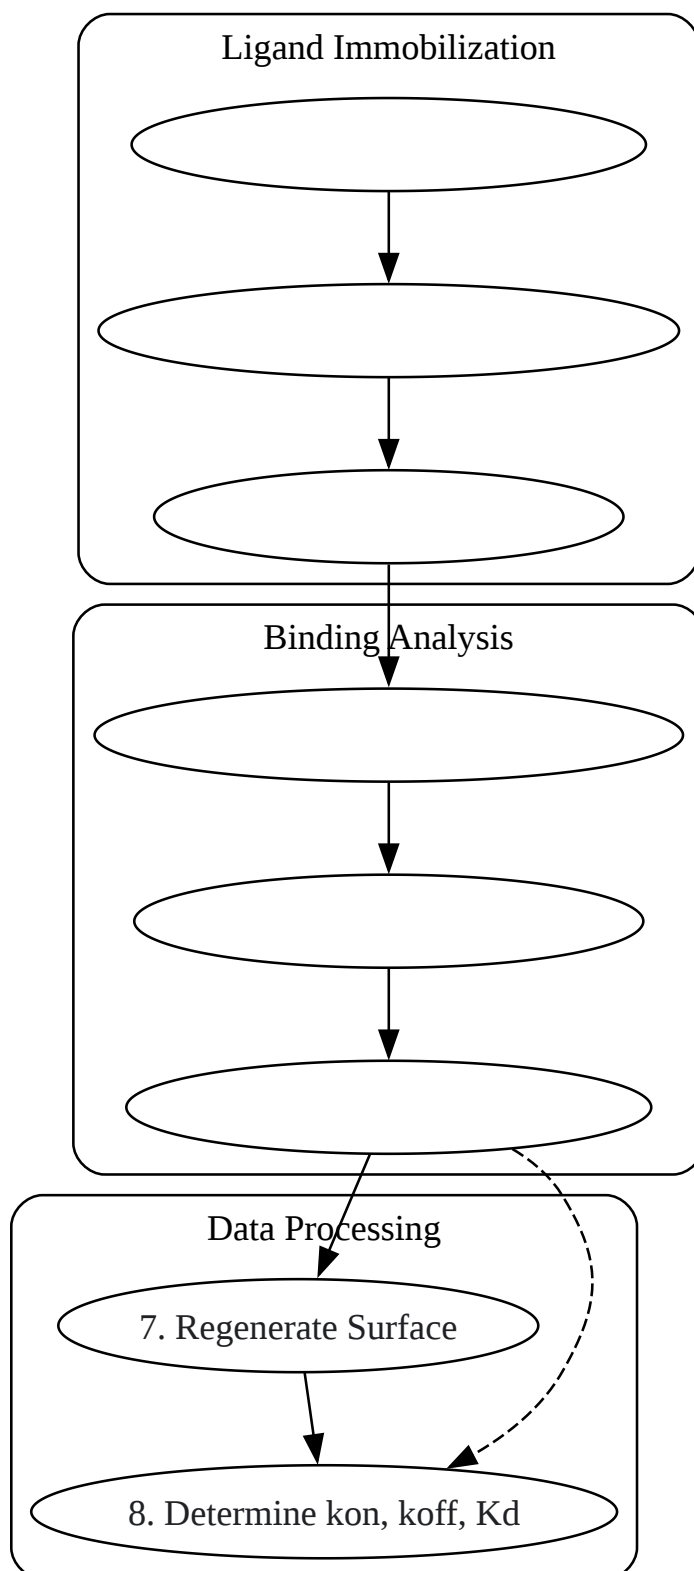 Ligand Immobilization
Binding Analysis
Data Processing
7. Regenerate Surface
8. Determine kon, koff, Kd